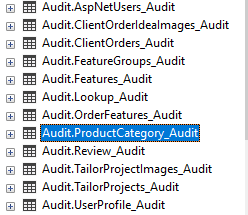 Audit.AspNetUsers_Audit
Audit.ClientOrderIdealmages_Audit
Audit.ClientOrders_Audit
Audit.FeatureGroups_Audit
Audit.Features_Audit
Audit.Lookup_Audit
Audit.OrderFeatures_Audit
Audit.ProductCategory_Audit
Audit.Review_Audit
Audit.TailorProjectImages_Audit
Audit.TailorProjects_Audit
Audit.UserProfile_Audit